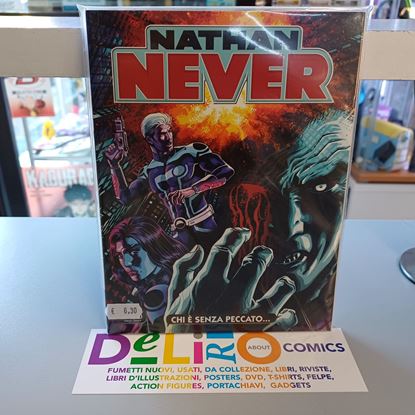 NATHAN
NEVER
CHI È SENZA PECCATO...
€ 6,30
DeLiRiO ABOUT COMICS
FUMETTI NUOVI, USATI, DA COLLEZIONE, LIBRI, RIVISTE,
LIBRI D'ILLUSTRAZIONI, POSTERS, DVD, T-SHIRTS, FELPE,
ACTION FIGURES, PORTACHIAVI, GADGETS